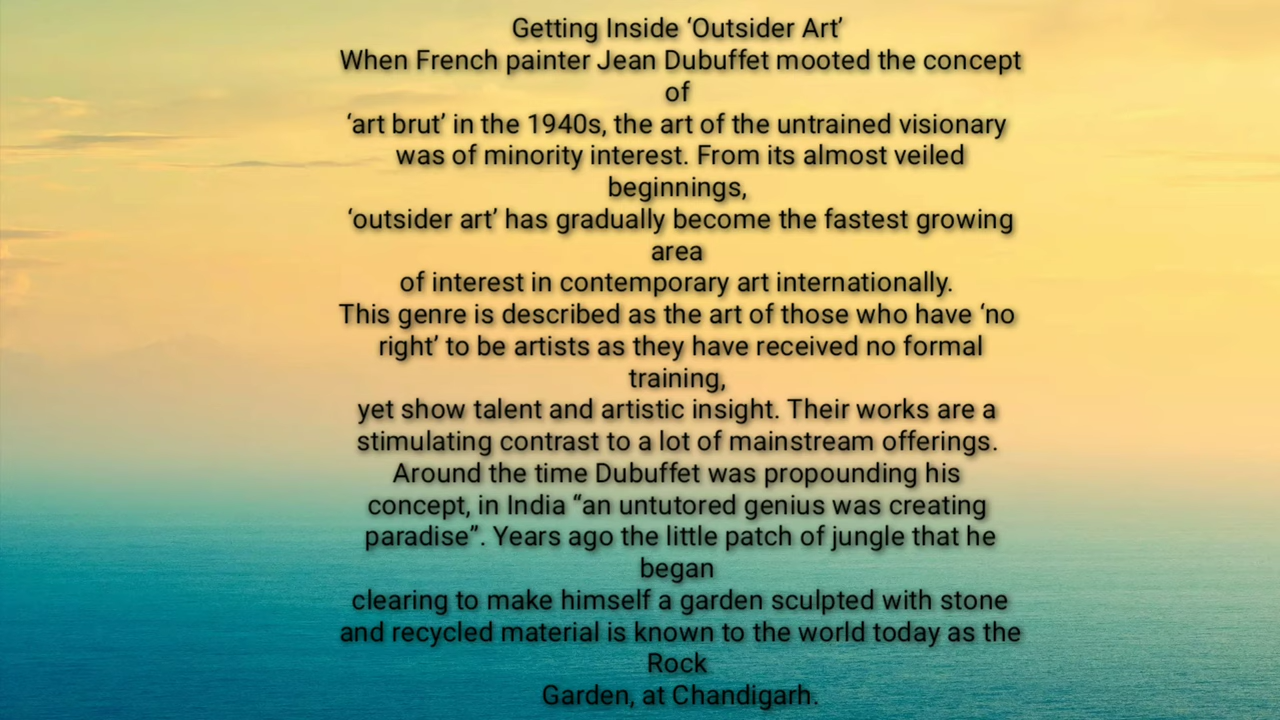 Getting Inside ‘Outsider Art’
When French painter Jean Dubuffet mooted the concept
of
‘art brut’ in the 1940s, the art of the untrained visionary
was of minority interest. From its almost veiled
beginnings,
‘outsider art’ has gradually become the fastest growing
area
of interest in contemporary art internationally.
This genre is described as the art of those who have ‘no
right’ to be artists as they have received no formal
training,
yet show talent and artistic insight. Their works are a
stimulating contrast to a lot of mainstream offerings.
Around the time Dubuffet was propounding his
concept, in India “an untutored genius was creating
paradise”. Years ago the little patch of jungle that he
began
clearing to make himself a garden sculpted with stone
and recycled material is known to the world today as the
Rock
Garden, at Chandigarh.